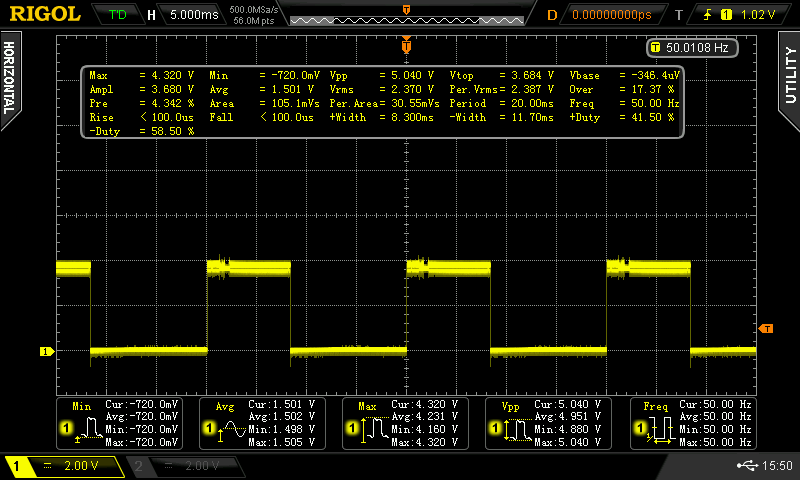 RIGOL T'D H 5.000ms 500.0MSa/s 56.0M pts D 0.00000000ps T 1 1.02 V
HORIZONTAL
UTILITY
T
T 50.0108 Hz
Max = 4.320 V Min = -720.0mV Vpp = 5.040 V Vtop = 3.684 V Vbase = -346.4uV
Ampl = 3.680 V Avg = 1.501 V Vrms = 2.370 V Per.Vrms= 2.387 V Over = 17.37 %
Pre = 4.342 % Area = 105.1mVs Per.Area= 30.55mVs Period = 20.00ms Freq = 50.00 Hz
Rise < 100.0us Fall < 100.0us +Width = 8.300ms -Width = 11.70ms +Duty = 41.50 %
-Duty = 58.50 %
T
1
Min Cur:-720.0mV
Avg:-720.0mV
1 Min:-720.0mV
Max:-720.0mV
Avg Cur:1.501 V
Avg:1.502 V
1 Min:1.498 V
Max:1.505 V
Max Cur:4.320 V
Avg:4.231 V
1 Min:4.160 V
Max:4.320 V
Vpp Cur:5.040 V
Avg:4.951 V
1 Min:4.880 V
Max:5.040 V
Freq Cur:50.00 Hz
Avg:50.00 Hz
1 Min:50.00 Hz
Max:50.00 Hz
1 = 2.00 V 2 = 2.00 V 15:50